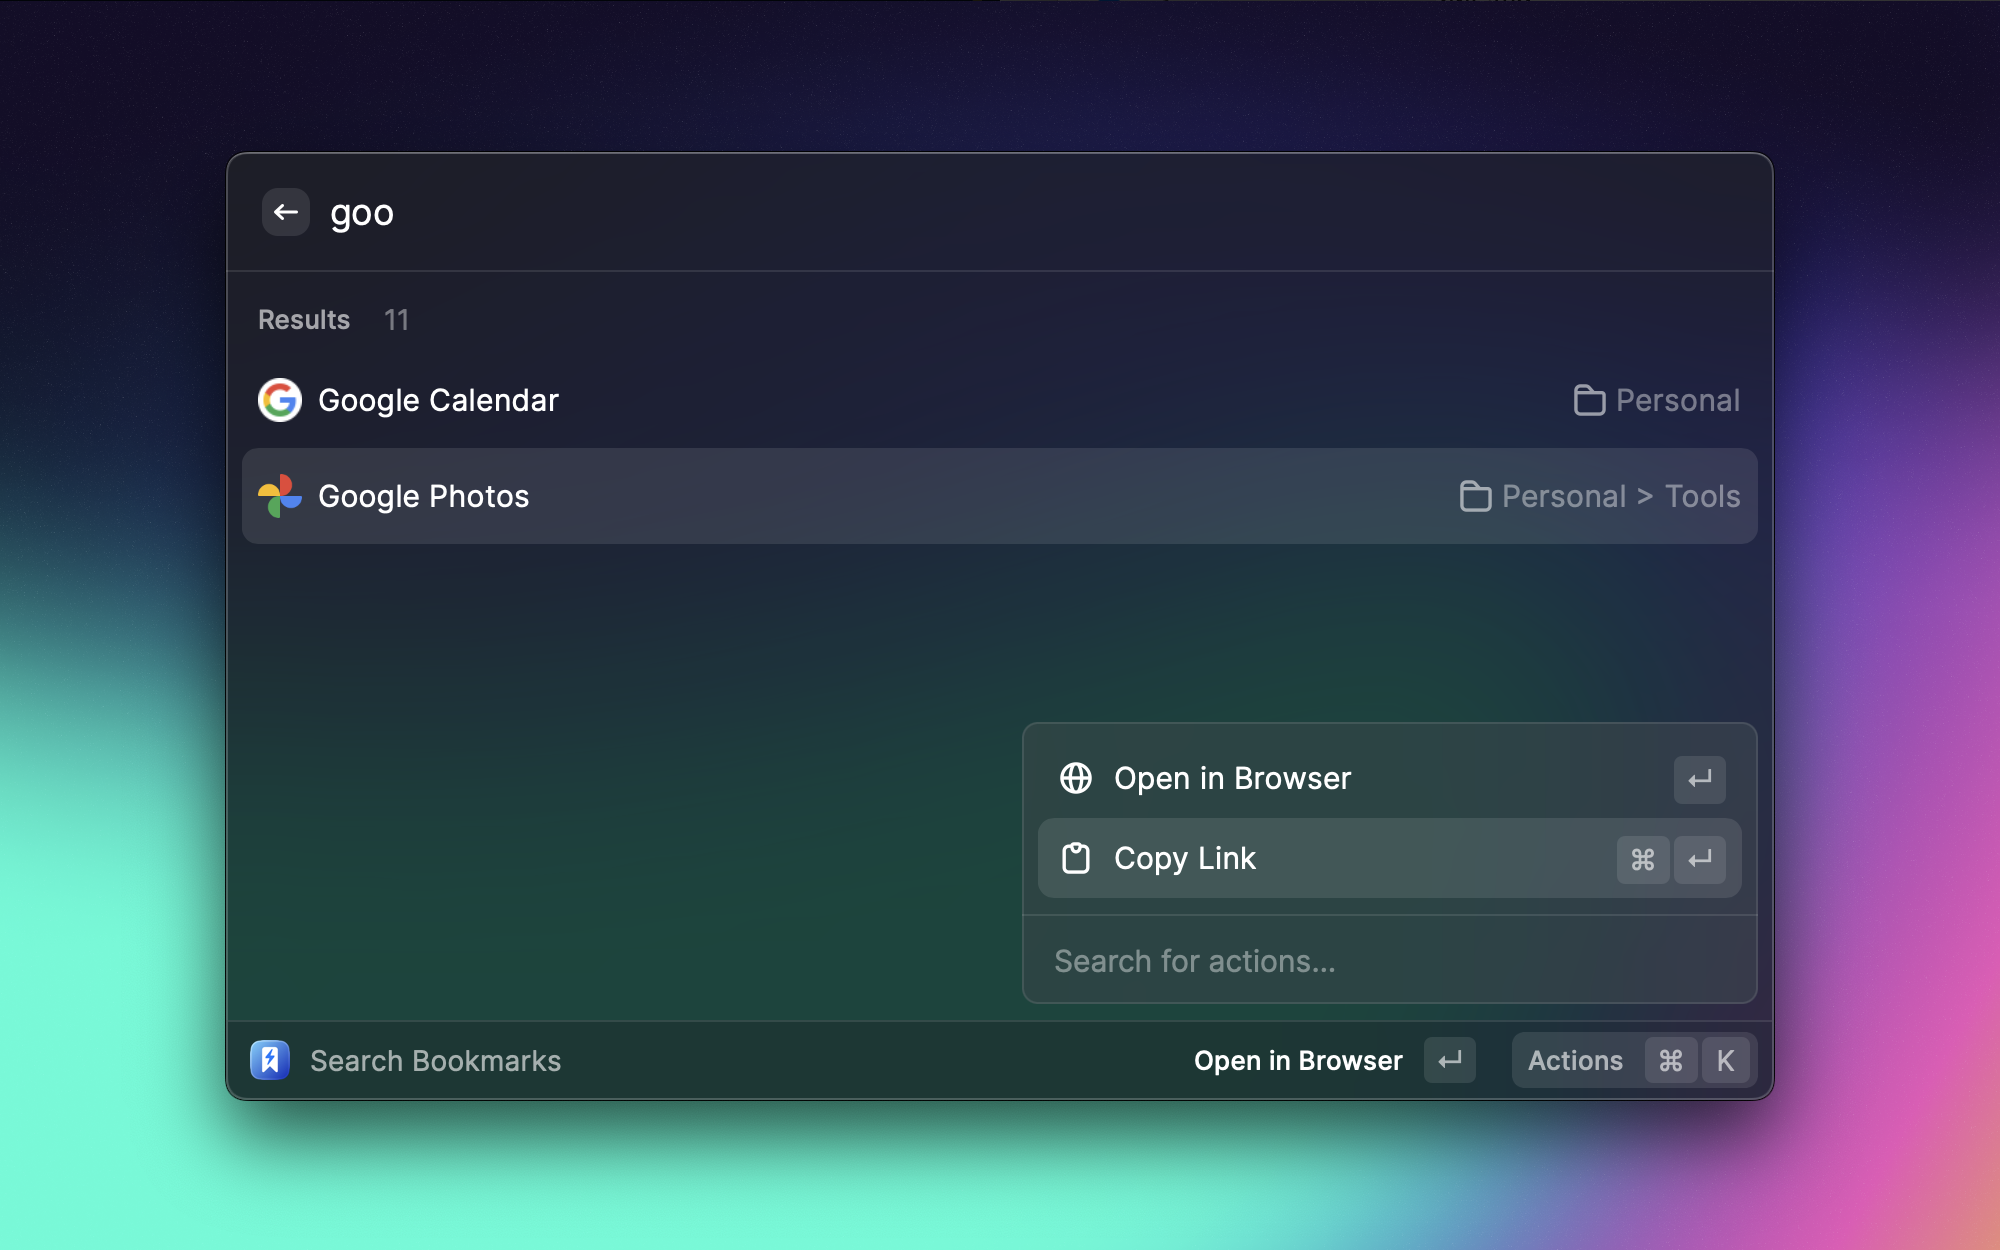 goo
Results 11
Google Calendar Personal
Google Photos Personal > Tools
Open in Browser ↵
Copy Link ⌘ ↵
Search for actions...
Search Bookmarks Open in Browser ↵ Actions ⌘ K